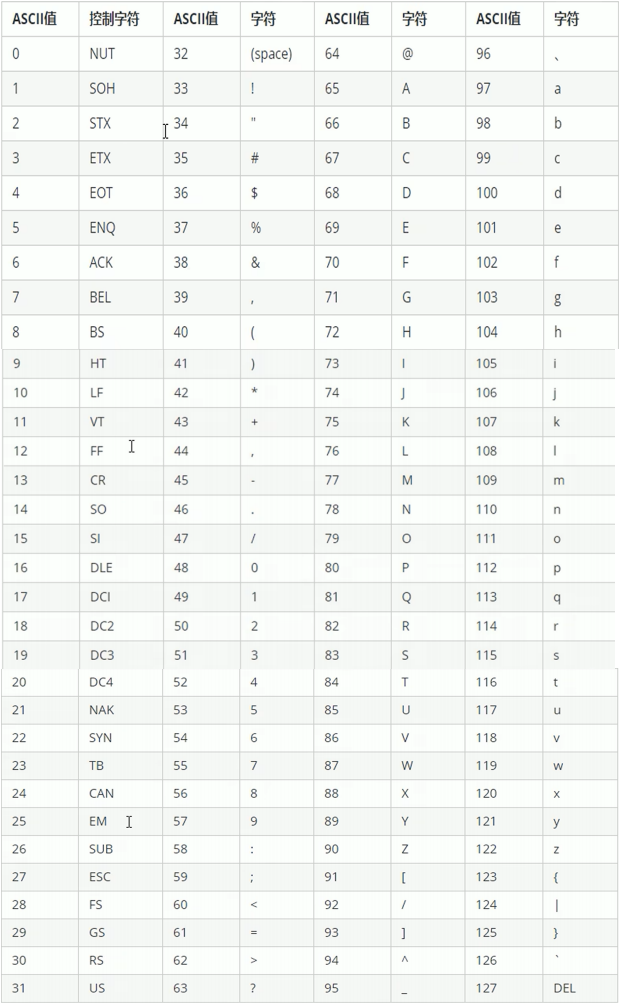 ASCII值 控制字符 ASCII值 字符 ASCII值 字符 ASCII值 字符
0 NUT 32 (space) 64 @ 96 、
1 SOH 33 ! 65 A 97 a
2 STX 34 " 66 B 98 b
3 ETX 35 # 67 C 99 c
4 EOT 36 $ 68 D 100 d
5 ENQ 37 % 69 E 101 e
6 ACK 38 & 70 F 102 f
7 BEL 39 , 71 G 103 g
8 BS 40 ( 72 H 104 h
9 HT 41 ) 73 I 105 i
10 LF 42 * 74 J 106 j
11 VT 43 + 75 K 107 k
12 FF 44 , 76 L 108 l
13 CR 45 - 77 M 109 m
14 SO 46 . 78 N 110 n
15 SI 47 / 79 O 111 o
16 DLE 48 0 80 P 112 p
17 DCI 49 1 81 Q 113 q
18 DC2 50 2 82 R 114 r
19 DC3 51 3 83 S 115 s
20 DC4 52 4 84 T 116 t
21 NAK 53 5 85 U 117 u
22 SYN 54 6 86 V 118 v
23 TB 55 7 87 W 119 w
24 CAN 56 8 88 X 120 x
25 EM 57 9 89 Y 121 y
26 SUB 58 : 90 Z 122 z
27 ESC 59 ; 91 [ 123 {
28 FS 60 < 92 / 124 |
29 GS 61 = 93 ] 125 }
30 RS 62 > 94 ^ 126 `
31 US 63 ? 95 _ 127 DEL